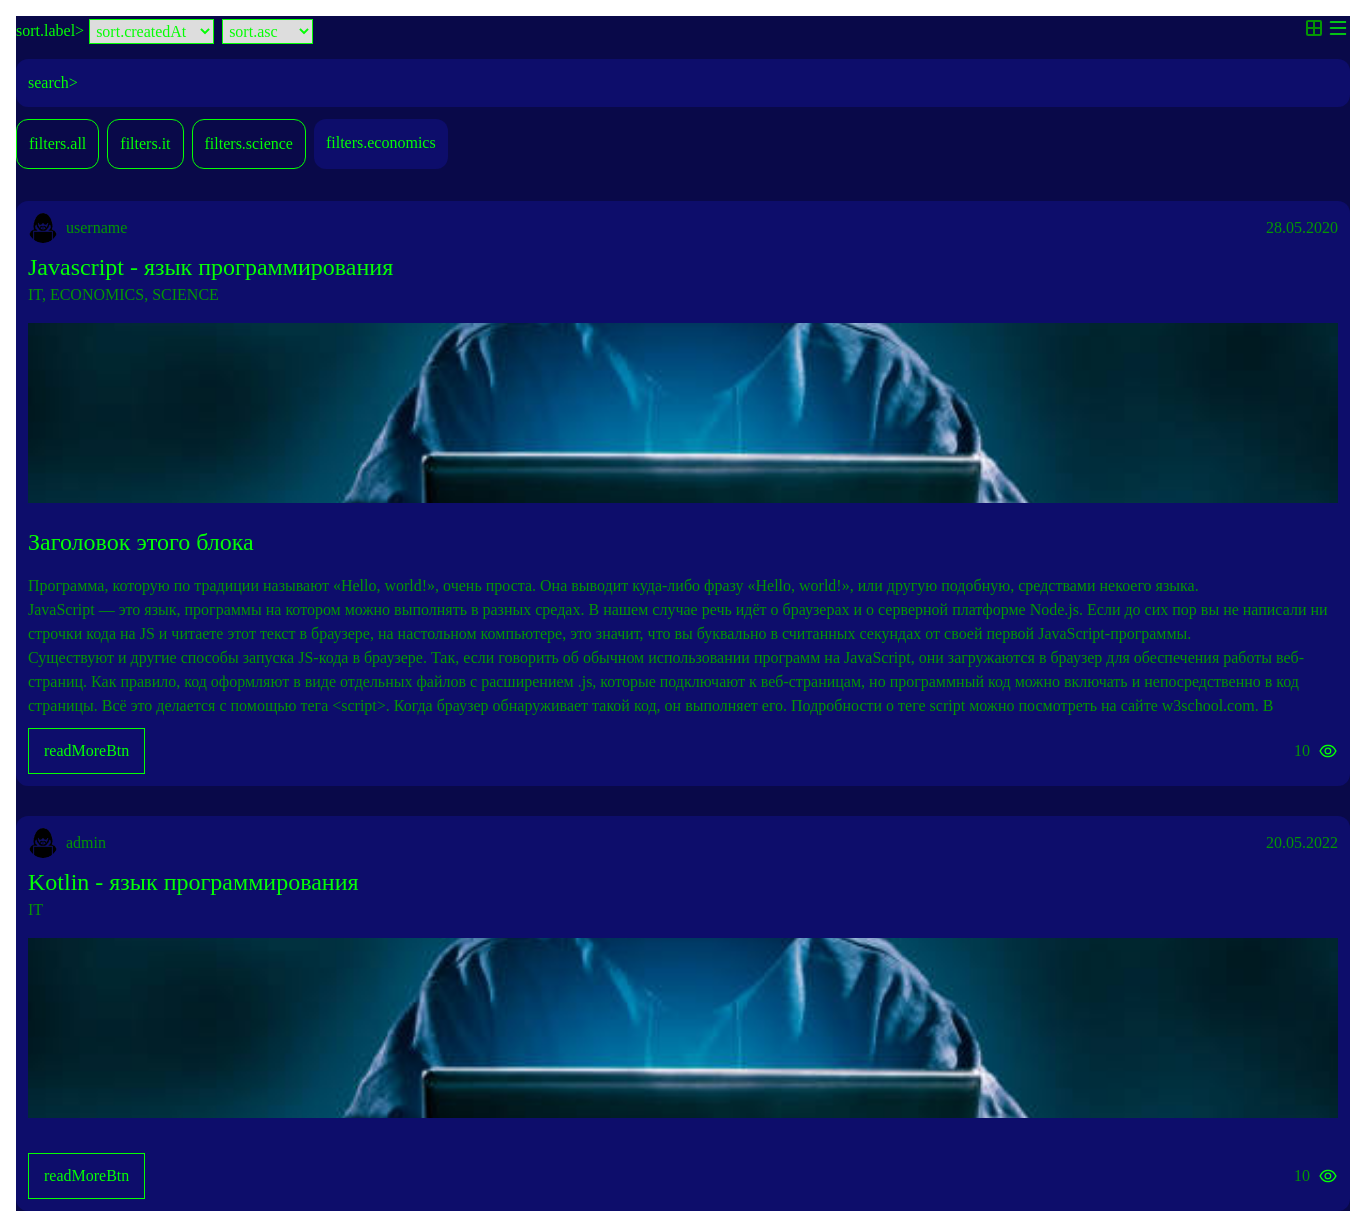 sort.label> sort.createdAt sort.asc
search>
filters.all filters.it filters.science filters.economics
username 28.05.2020
Javascript - язык программирования
IT, ECONOMICS, SCIENCE
Заголовок этого блока
Программа, которую по традиции называют «Hello, world!», очень проста. Она выводит куда-либо фразу «Hello, world!», или другую подобную, средствами некоего языка.
JavaScript — это язык, программы на котором можно выполнять в разных средах. В нашем случае речь идёт о браузерах и о серверной платформе Node.js. Если до сих пор вы не написали ни
строчки кода на JS и читаете этот текст в браузере, на настольном компьютере, это значит, что вы буквально в считанных секундах от своей первой JavaScript-программы.
Существуют и другие способы запуска JS-кода в браузере. Так, если говорить об обычном использовании программ на JavaScript, они загружаются в браузер для обеспечения работы веб-
страниц. Как правило, код оформляют в виде отдельных файлов с расширением .js, которые подключают к веб-страницам, но программный код можно включать и непосредственно в код
страницы. Всё это делается с помощью тега <script>. Когда браузер обнаруживает такой код, он выполняет его. Подробности о теге script можно посмотреть на сайте w3school.com. В
readMoreBtn 10
admin 20.05.2022
Kotlin - язык программирования
IT
readMoreBtn 10